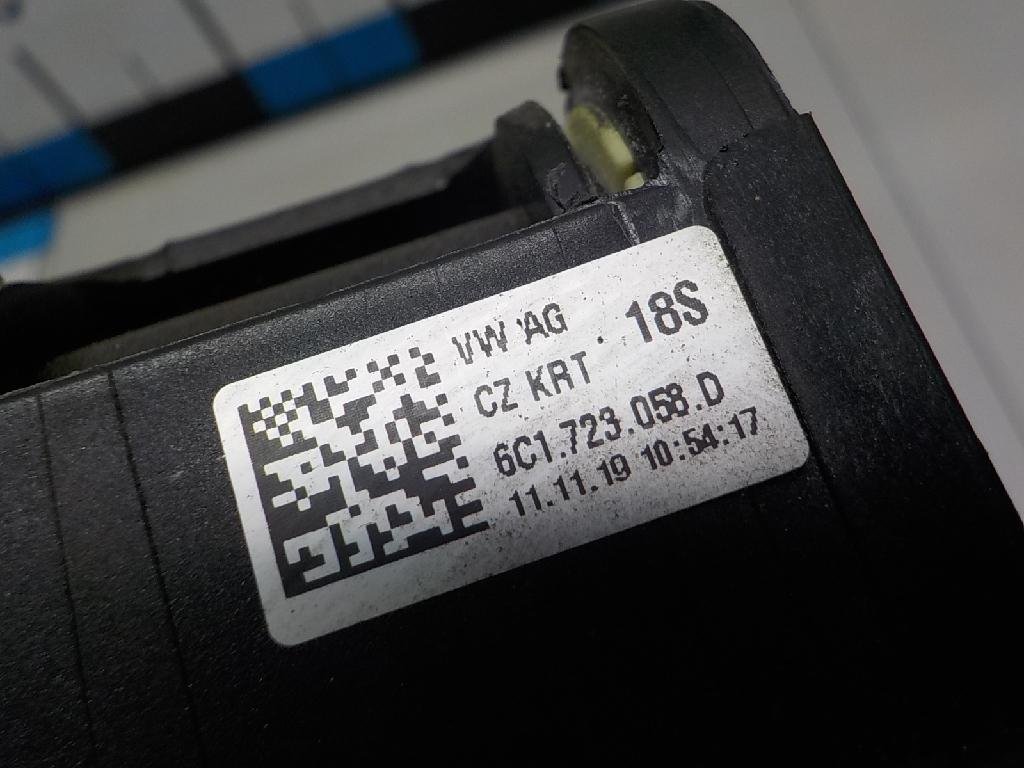 VW AG 18S
CZ KRT
6C1.723.058.D
11.11.19 10:54:17